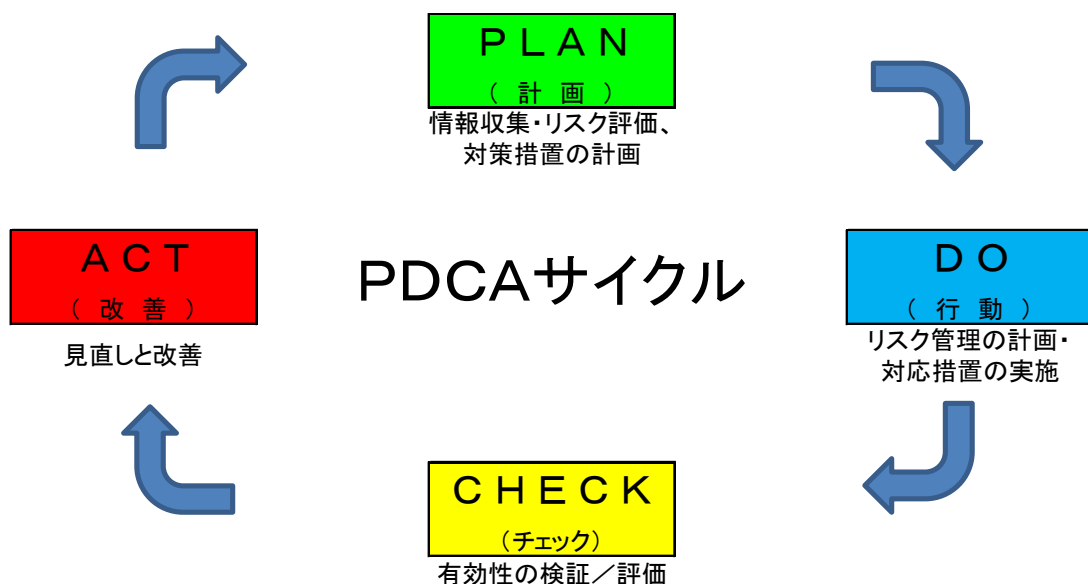 PLAN
(計画)
情報収集・リスク評価、
対策措置の計画
ACT
(改善)
見直しと改善
PDCAサイクル
DO
(行動)
リスク管理の計画・
対応措置の実施
CHECK
(チェック)
有効性の検証／評価